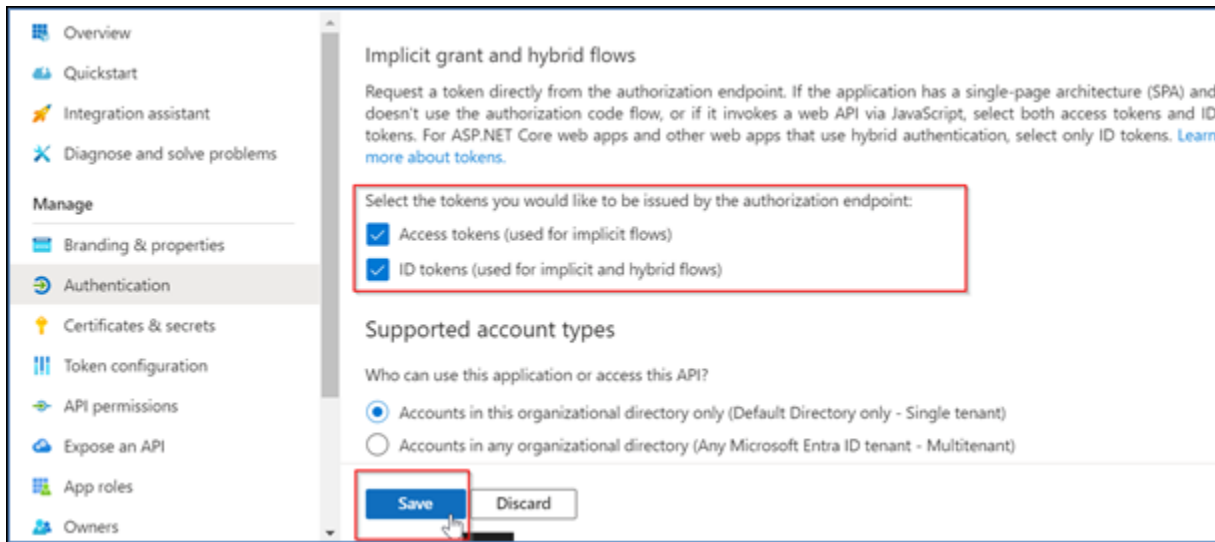 Overview
Quickstart
Integration assistant
Diagnose and solve problems
Manage
Branding & properties
Authentication
Certificates & secrets
Token configuration
API permissions
Expose an API
App roles
Owners
Implicit grant and hybrid flows
Request a token directly from the authorization endpoint. If the application has a single-page architecture (SPA) and
doesn't use the authorization code flow, or if it invokes a web API via JavaScript, select both access tokens and ID
tokens. For ASP.NET Core web apps and other web apps that use hybrid authentication, select only ID tokens. Learn
more about tokens.
Select the tokens you would like to be issued by the authorization endpoint:
Access tokens (used for implicit flows)
ID tokens (used for implicit and hybrid flows)
Supported account types
Who can use this application or access this API?
Accounts in this organizational directory only (Default Directory only - Single tenant)
Accounts in any organizational directory (Any Microsoft Entra ID tenant - Multitenant)
Save Discard